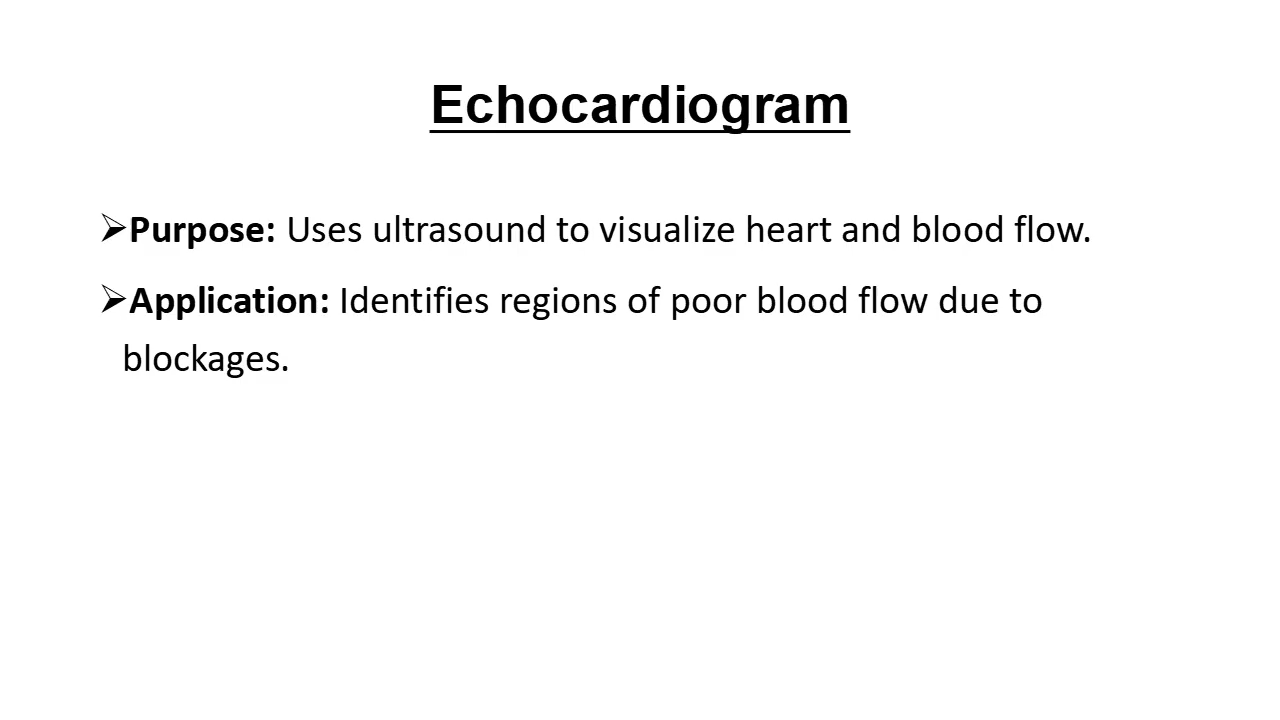 Echocardiogram
➢Purpose: Uses ultrasound to visualize heart and blood flow.
➢Application: Identifies regions of poor blood flow due to
blockages.